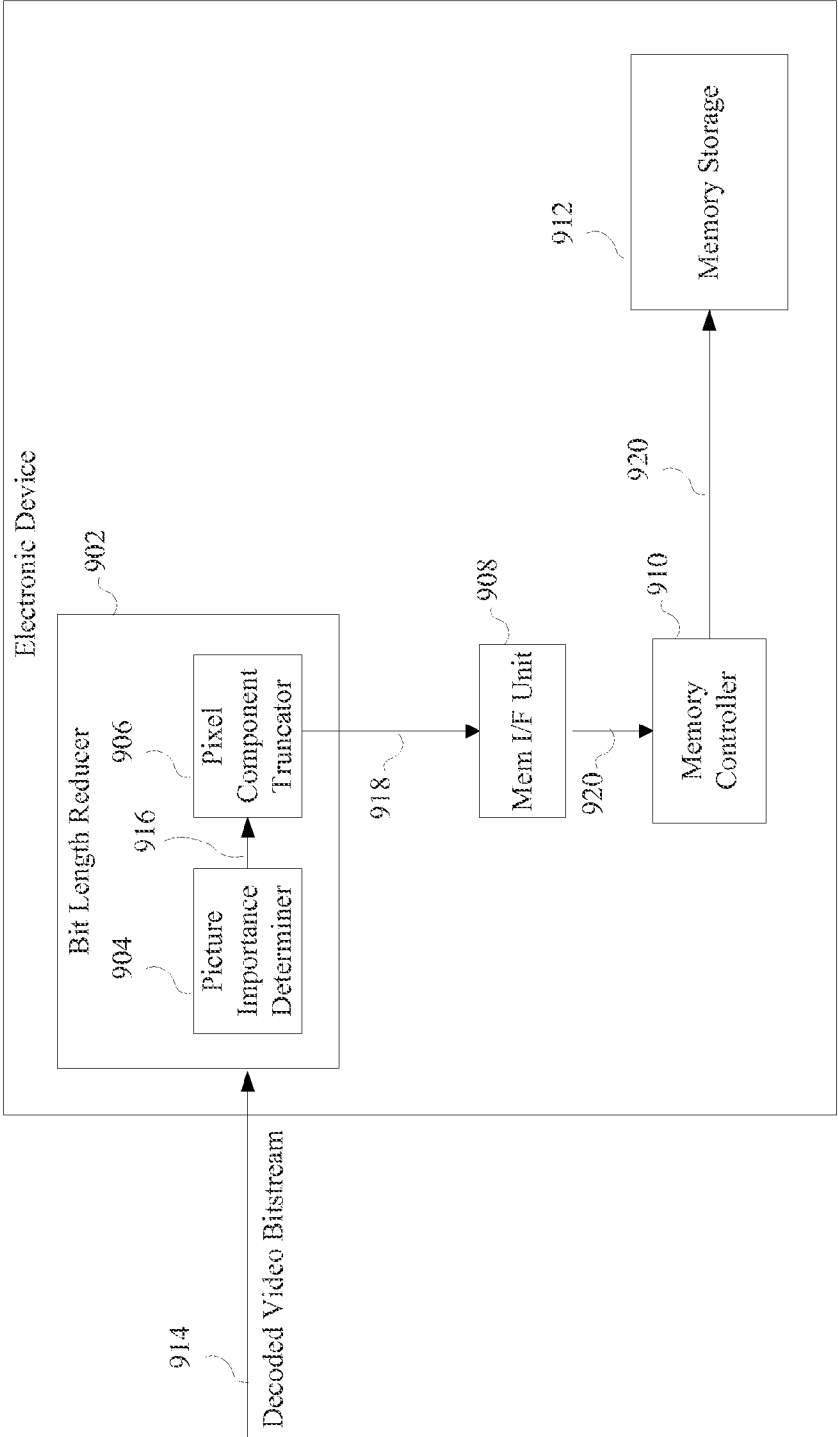 Electronic Device
Bit Length Reducer
902
904
Picture
Importance
Determiner
916
906
Pixel
Component
Truncator
914
Decoded Video Bitstream
918
908
Mem I/F Unit
920
910
Memory
Controller
920
912
Memory Storage